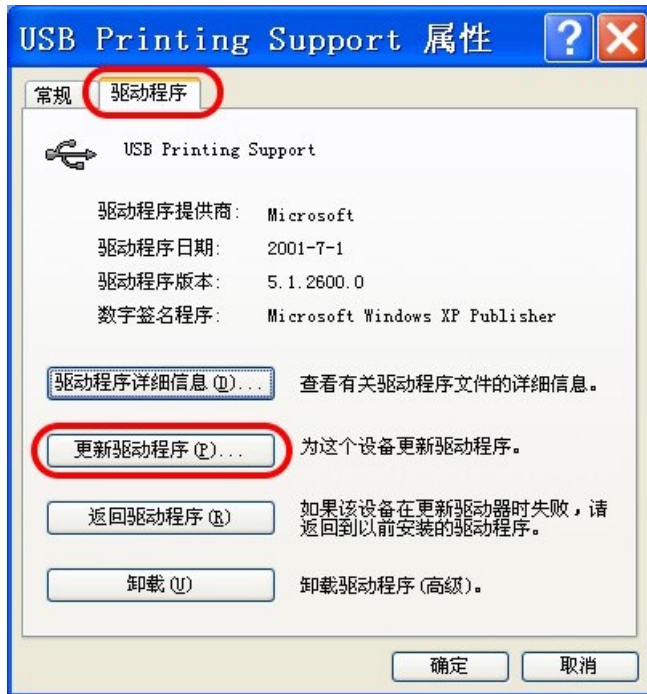 USB Printing Support 属性
常规 驱动程序
USB Printing Support
驱动程序提供商: Microsoft
驱动程序日期: 2001-7-1
驱动程序版本: 5.1.2600.0
数字签名程序: Microsoft Windows XP Publisher
驱动程序详细信息(D)... 查看有关驱动程序文件的详细信息。
更新驱动程序(P)... 为这个设备更新驱动程序。
返回驱动程序(R) 如果该设备在更新驱动器时失败，请
返回到以前安装的驱动程序。
卸载(U) 卸载驱动程序(高级)。
确定 取消